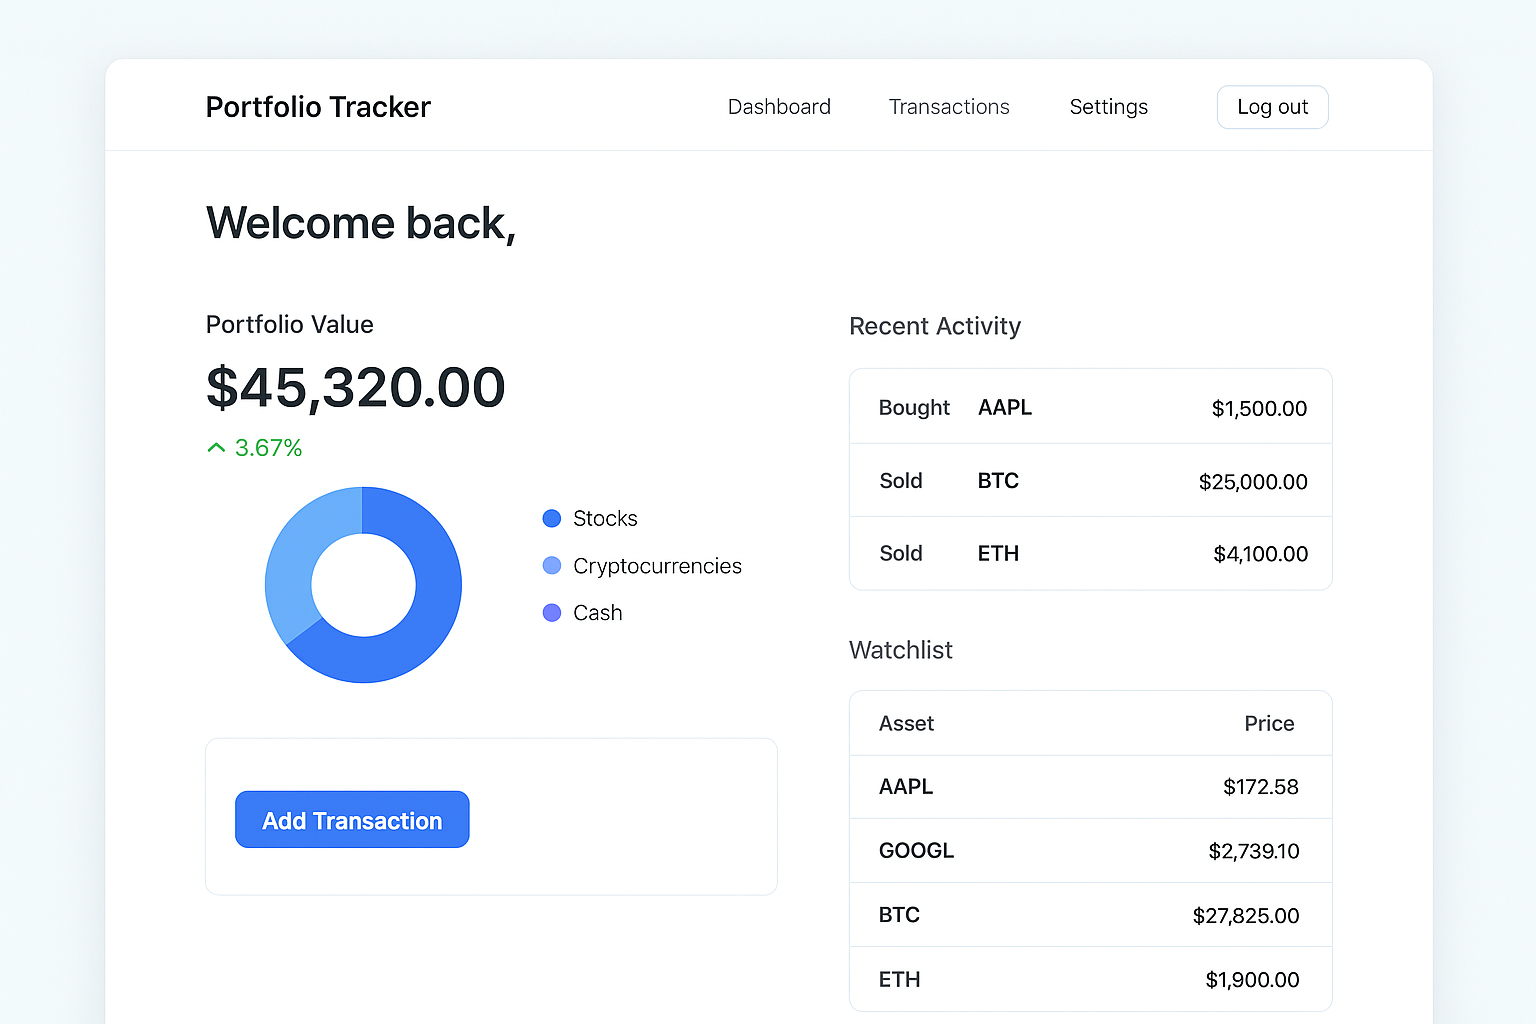 Portfolio Tracker Dashboard Transactions Settings Log out
Welcome back,
Portfolio Value
$45,320.00
3.67%
Stocks
Cryptocurrencies
Cash
Add Transaction
Recent Activity
Bought AAPL $1,500.00
Sold BTC $25,000.00
Sold ETH $4,100.00
Watchlist
Asset Price
AAPL $172.58
GOOGL $2,739.10
BTC $27,825.00
ETH $1,900.00